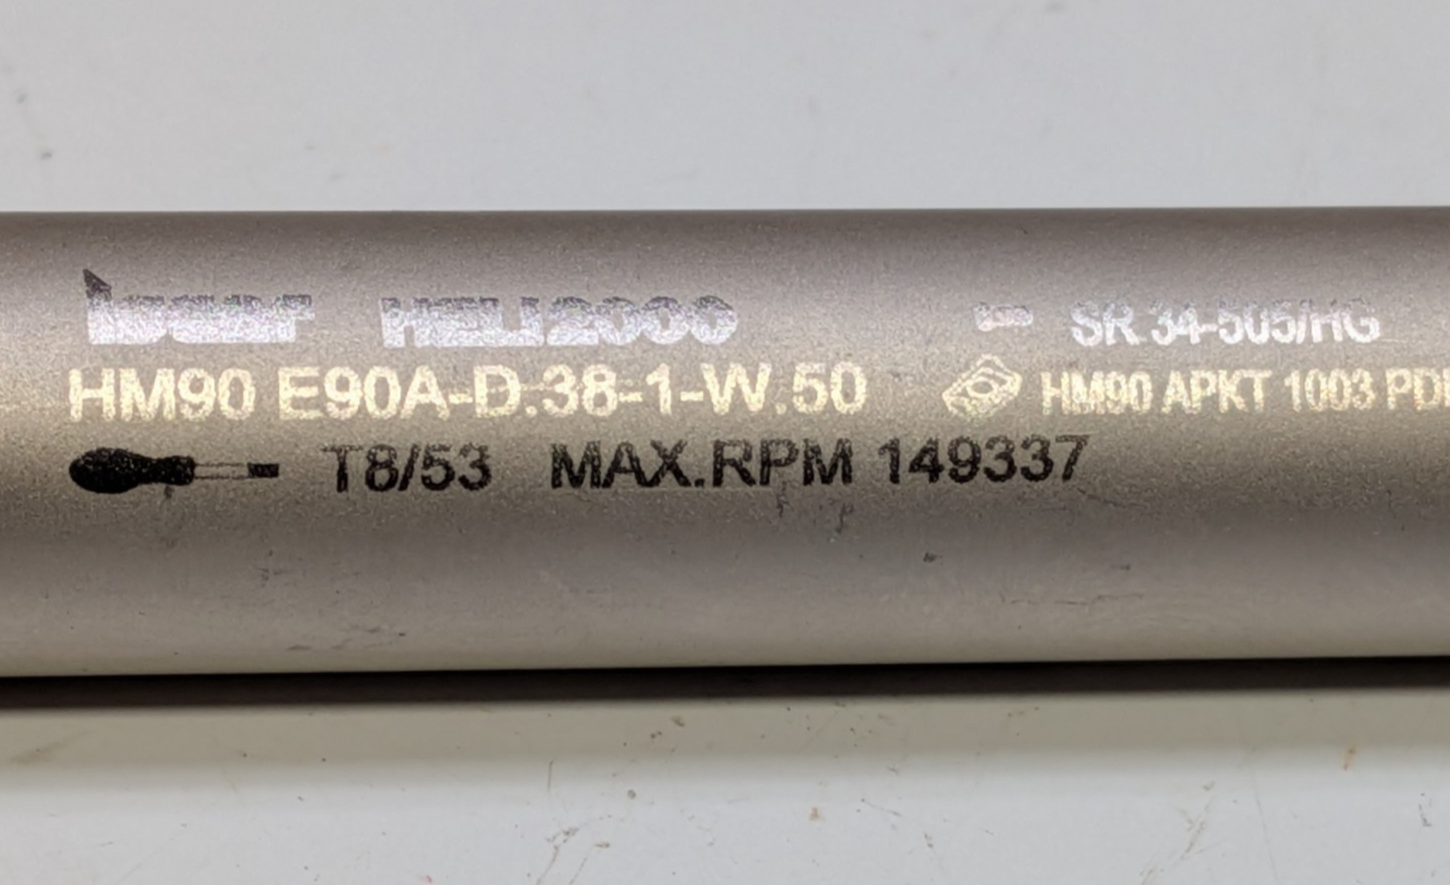 iscar HELI2000 SR 34-505/HG
HM90 E90A-D.38-1-W.50 HM90 APKT 1003 PD
T8/53 MAX.RPM 149337